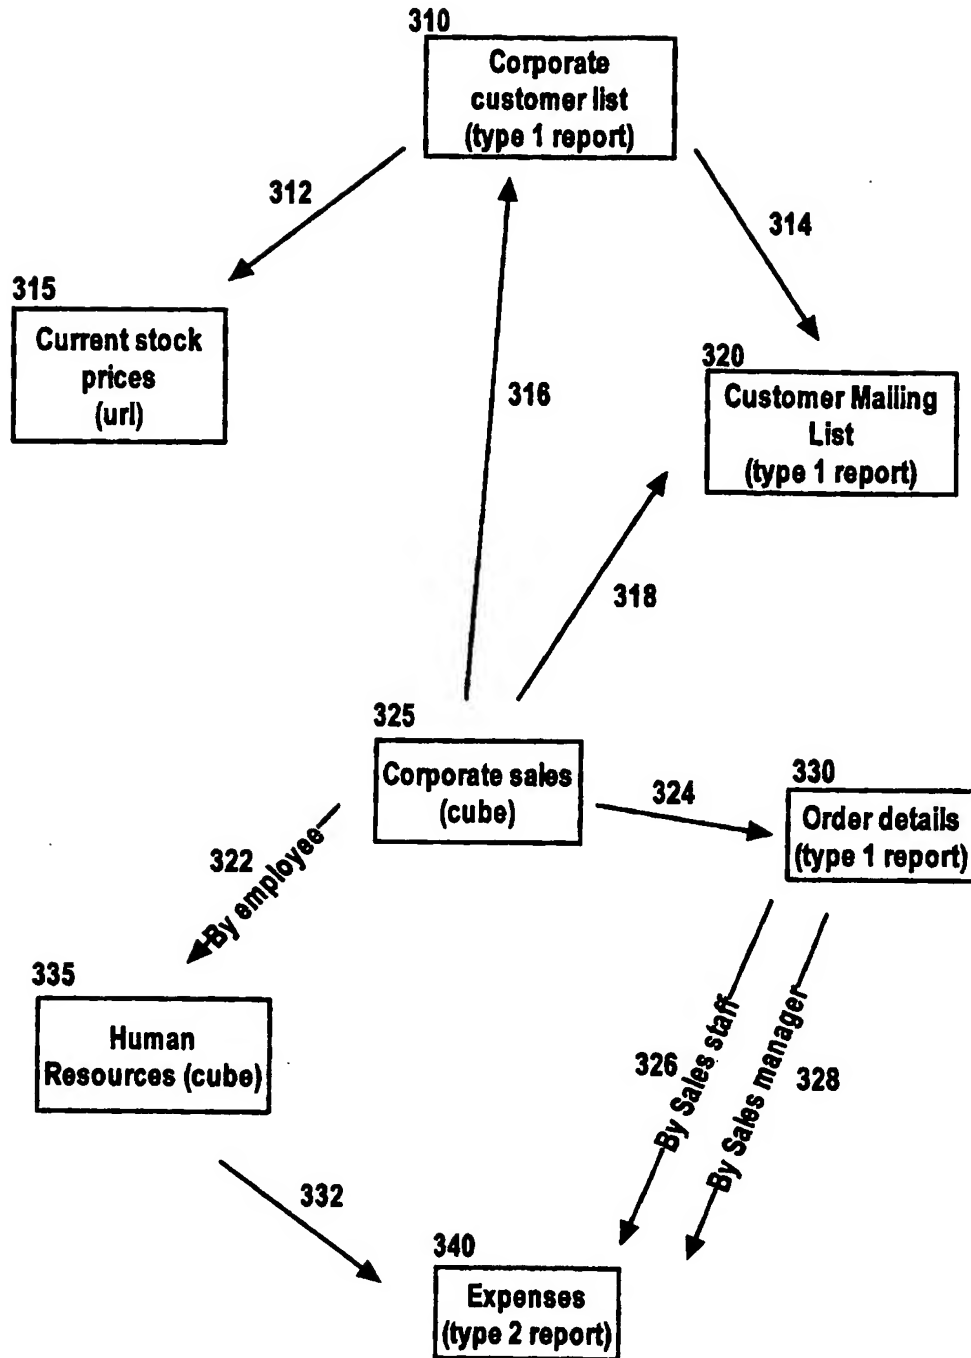 310
Corporate
customer list
(type 1 report)
312
314
315
Current stock
prices
(url)
320
Customer Mailing
List
(type 1 report)
316
318
325
Corporate sales
(cube)
324
330
Order details
(type 1 report)
322
By employee
335
Human
Resources (cube)
326
By Sales staff
By Sales manager
328
332
340
Expenses
(type 2 report)